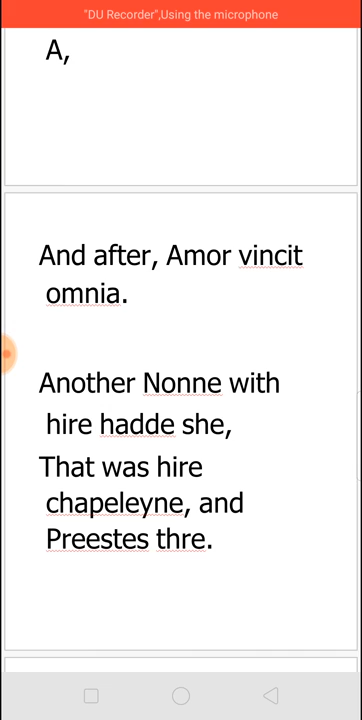 "DU Recorder",Using the microphone
A,
And after, Amor vincit
omnia.
Another Nonne with
hire hadde she,
That was hire
chapeleyne, and
Preestes thre.